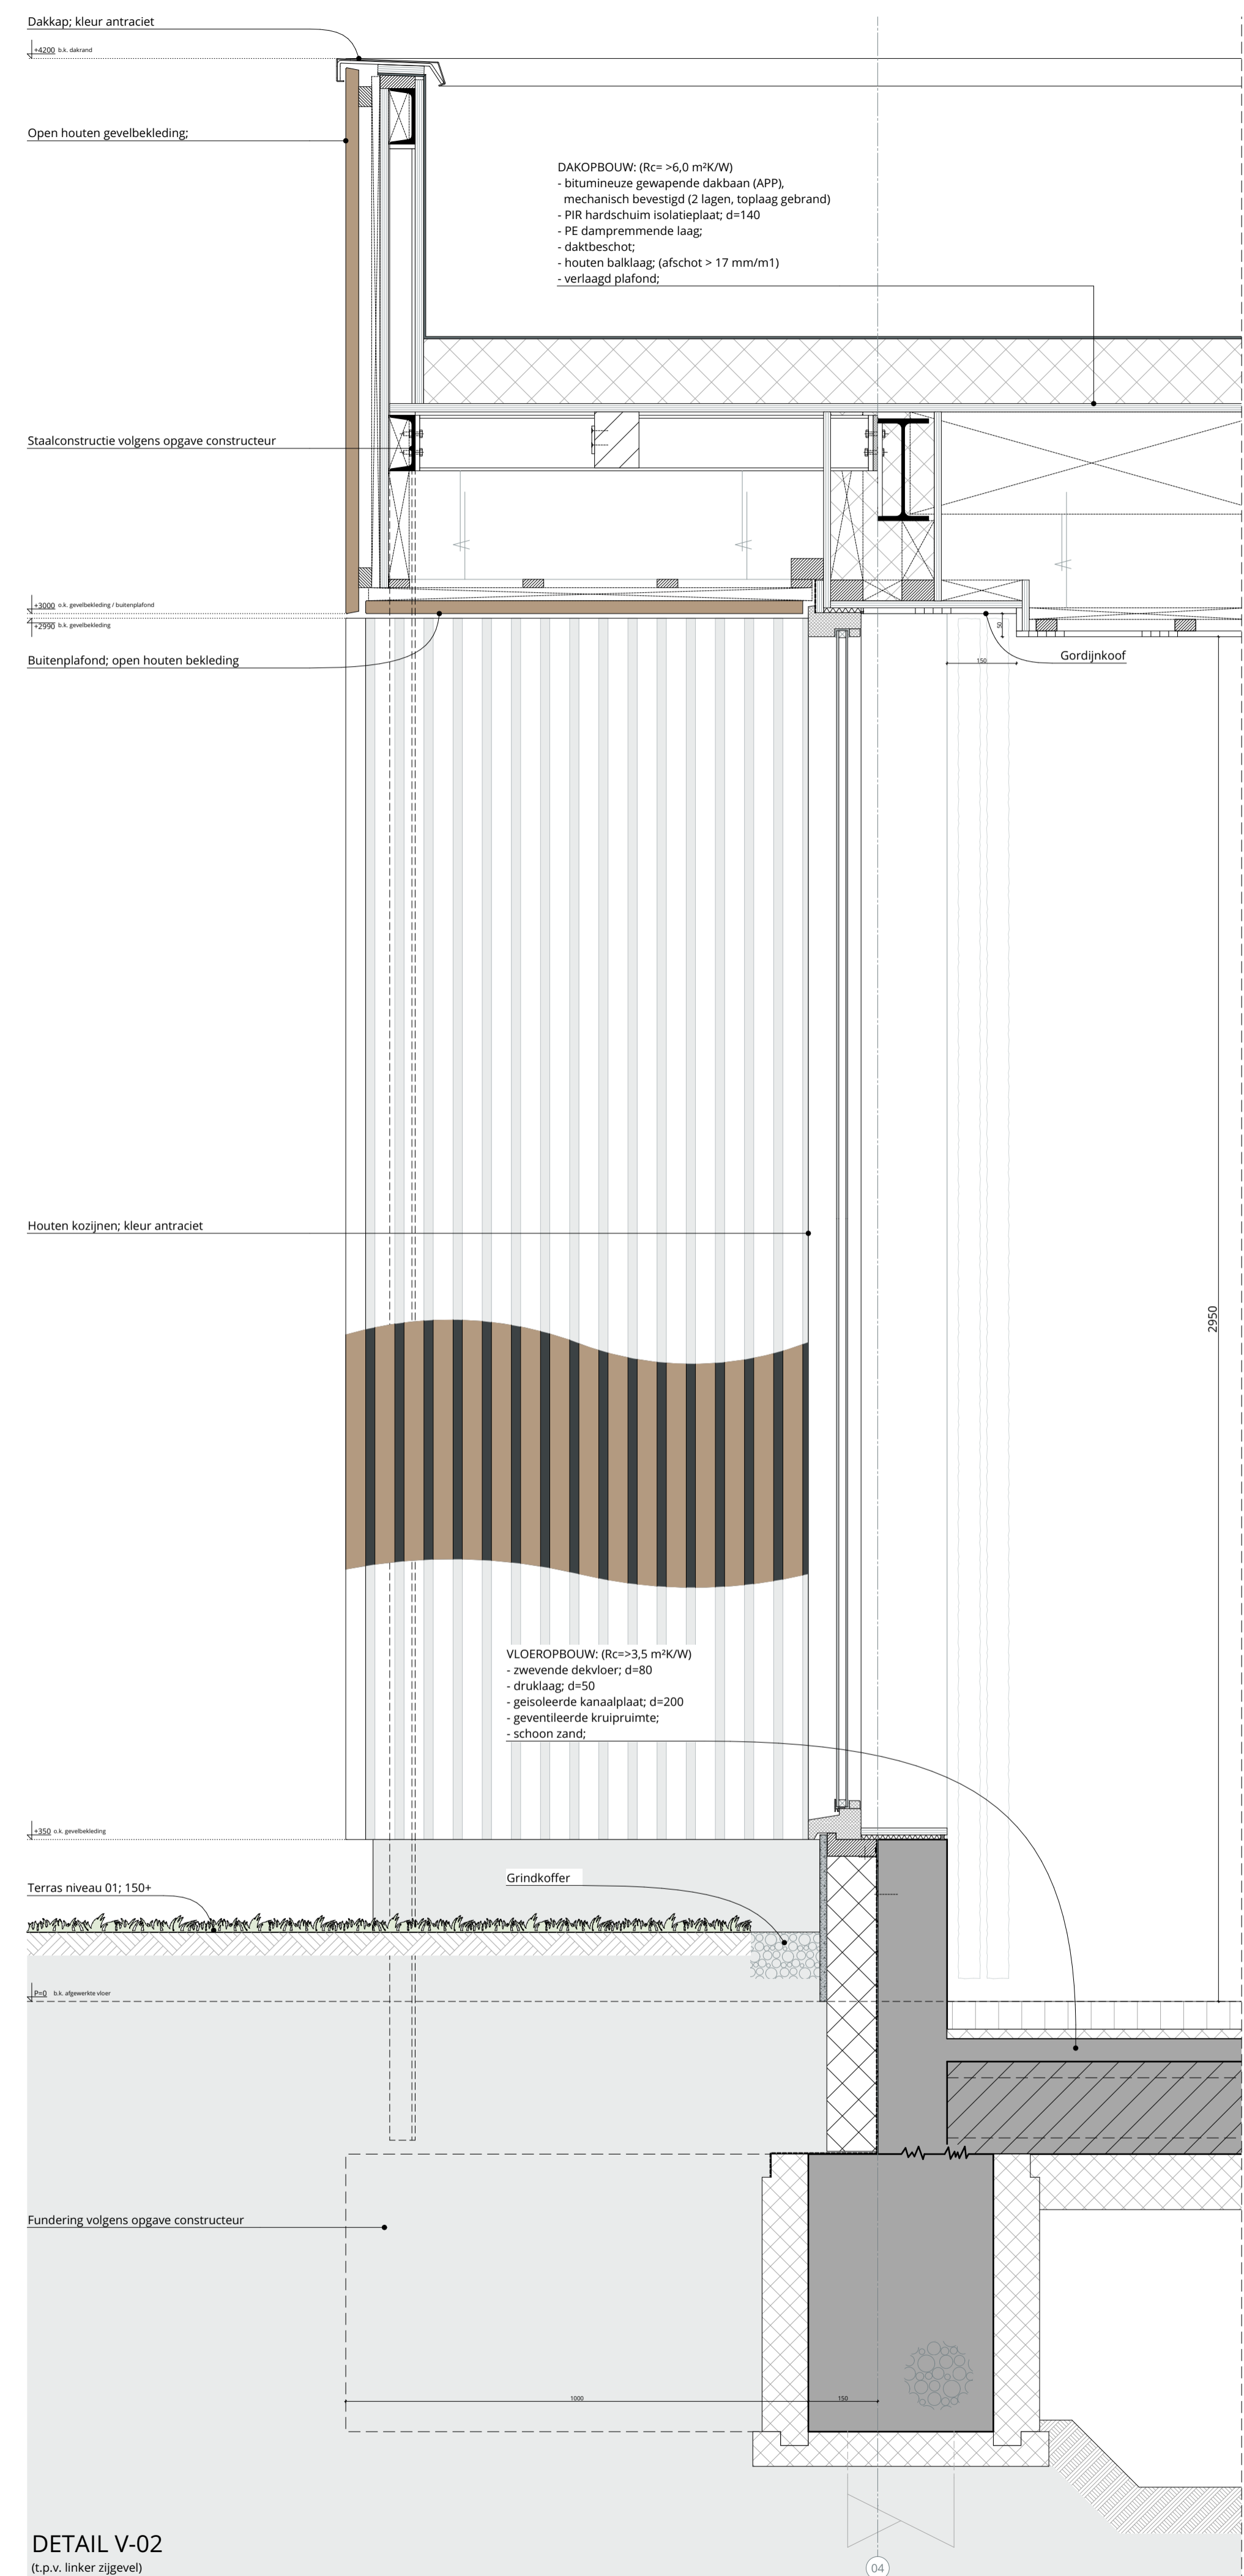 Dakkap; kleur antraciet
+4200 b.k. dakrand
Open houten gevelbekleding;
DAKOPBOUW: (Rc= >6,0 m²K/W)
- bitumineuze gewapende dakbaan (APP),
mechanisch bevestigd (2 lagen, toplaag gebrand)
- PIR hardschuim isolatieplaat; d=140
- PE dampremmende laag;
- daktbeschot;
- houten balklaag; (afschot > 17 mm/m1)
- verlaagd plafond;
Staalconstructie volgens opgave constructeur
+3000 o.k. gevelbekleding / buitenplafond
+2990 b.k. gevelbekleding
50
Buitenplafond; open houten bekleding
Gordijnkoof
150
Houten kozijnen; kleur antraciet
2950
VLOEROPBOUW: (Rc=>3,5 m²K/W)
- zwevende dekvloer; d=80
- druklaag; d=50
- geisoleerde kanaalplaat; d=200
- geventileerde kruipruimte;
- schoon zand;
+350 o.k. gevelbekleding
Grindkoffer
Terras niveau 01; 150+
P=0 b.k. afgewerkte vloer
Fundering volgens opgave constructeur
1000
150
DETAIL V-02
(t.p.v. linker zijgevel)
04